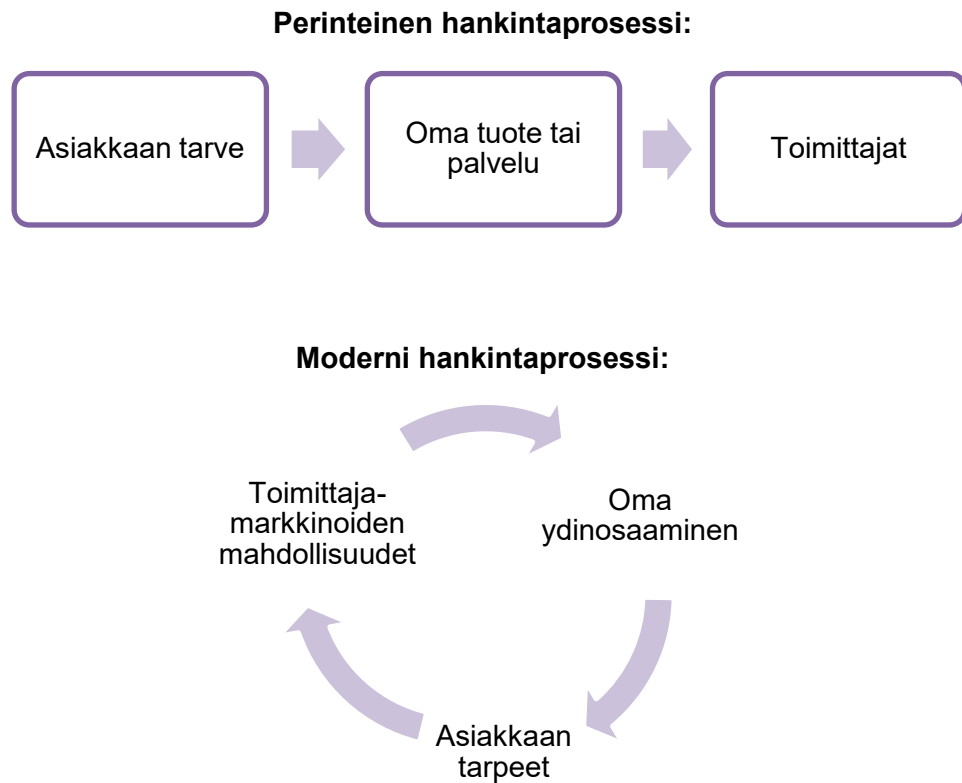 Perinteinen hankintaprosessi:
Asiakkaan tarve
Oma tuote tai
palvelu
Toimittajat
Moderni hankintaprosessi:
Toimittaja-
markkinoiden
mahdollisuudet
Oma
ydinosaaminen
Asiakkaan
tarpeet